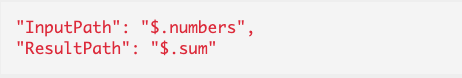 "InputPath": "$.numbers",
"ResultPath": "$.sum"